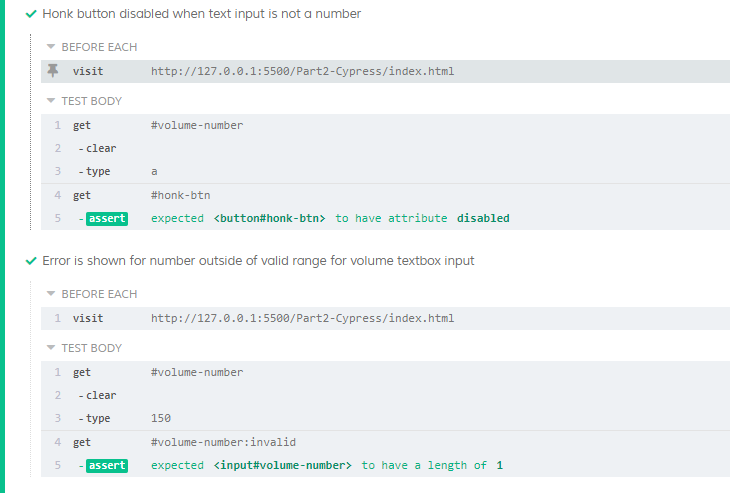 Honk button disabled when text input is not a number
BEFORE EACH
visit http://127.0.0.1:5500/Part2-Cypress/index.html
TEST BODY
1 get #volume-number
2 -clear
3 -type a
4 get #honk-btn
5 -assert expected <button#honk-btn> to have attribute disabled
Error is shown for number outside of valid range for volume textbox input
BEFORE EACH
1 visit http://127.0.0.1:5500/Part2-Cypress/index.html
TEST BODY
1 get #volume-number
2 -clear
3 -type 150
4 get #volume-number:invalid
5 -assert expected <input#volume-number> to have a length of 1